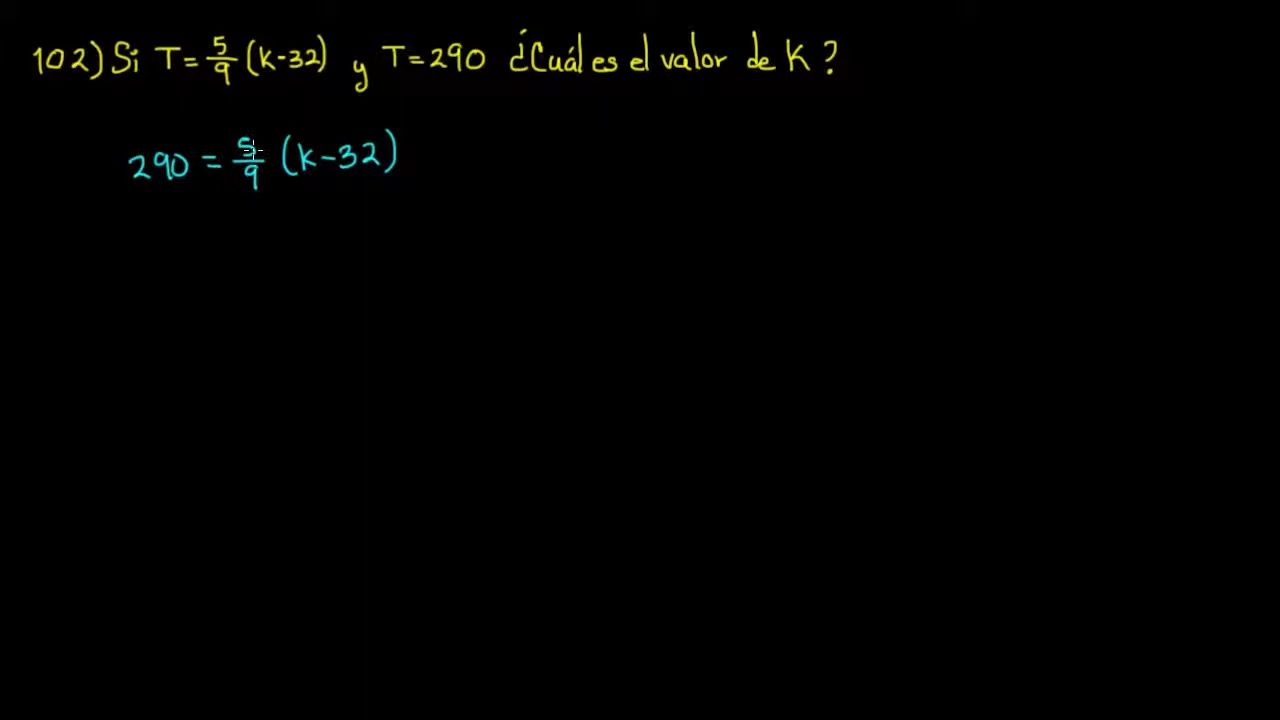 102) Si T = 5/9 (k-32) y T = 290 ¿Cuál es el valor de K ?
290 = 5/9 (k-32)